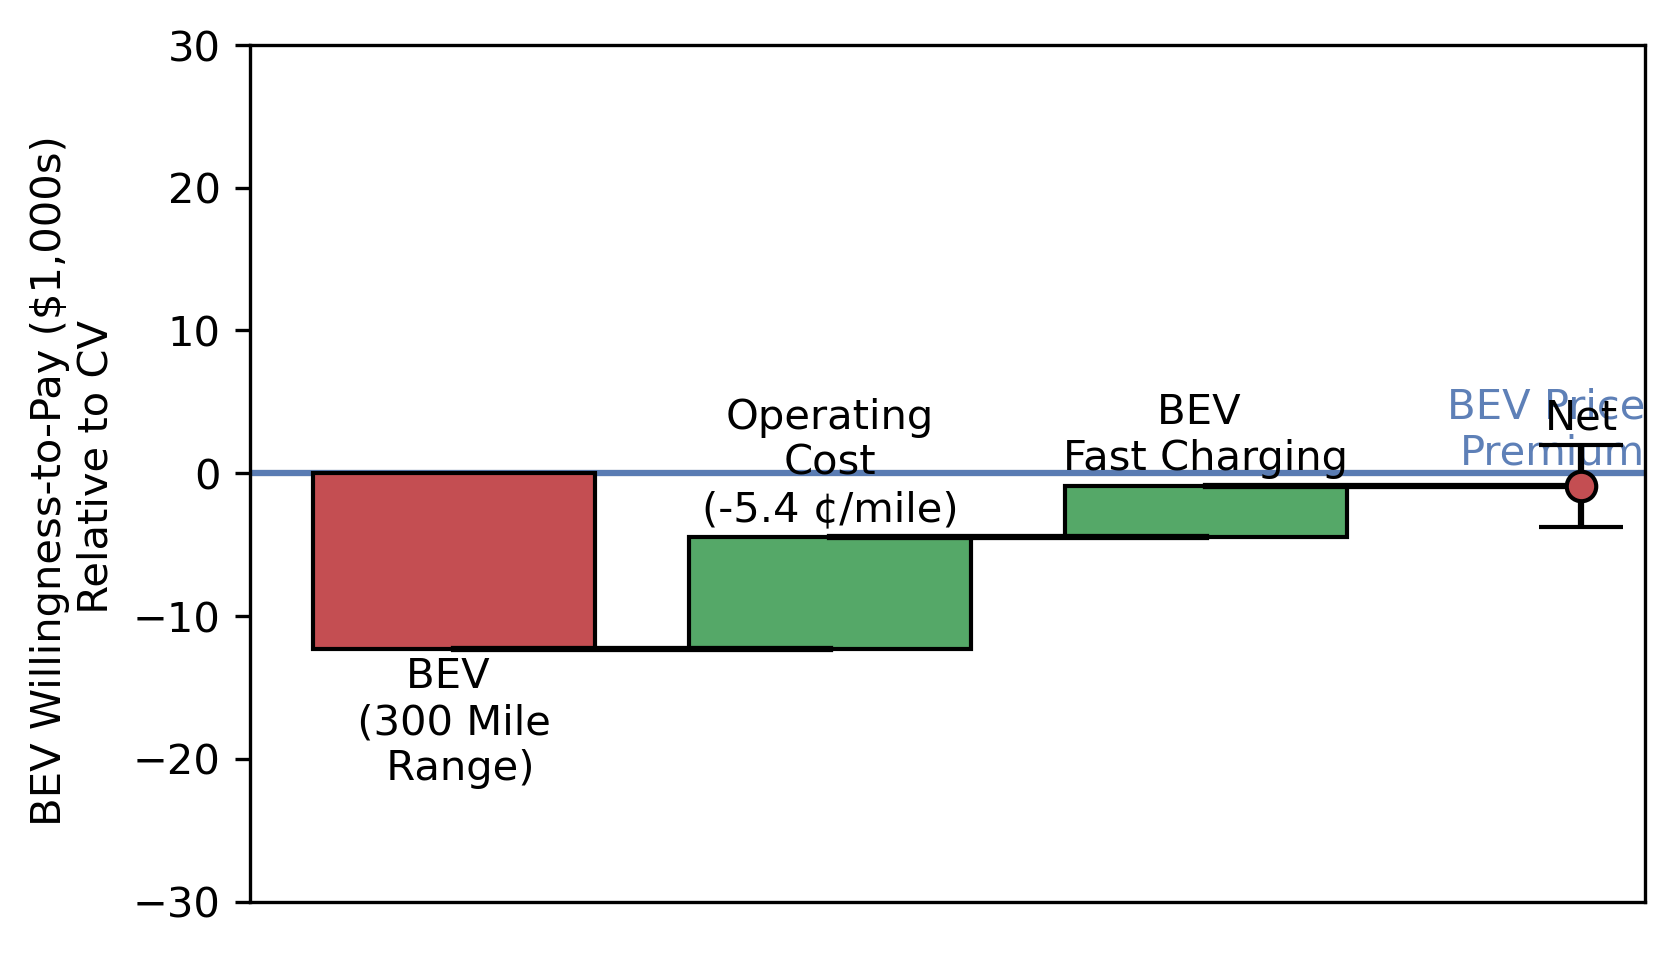 BEV Willingness-to-Pay ($1,000s)
Relative to CV
30
20
10
0
−10
−20
−30
BEV
(300 Mile
Range)
Operating
Cost
(-5.4 ¢/mile)
BEV
Fast Charging
BEV Price
Premium
Net